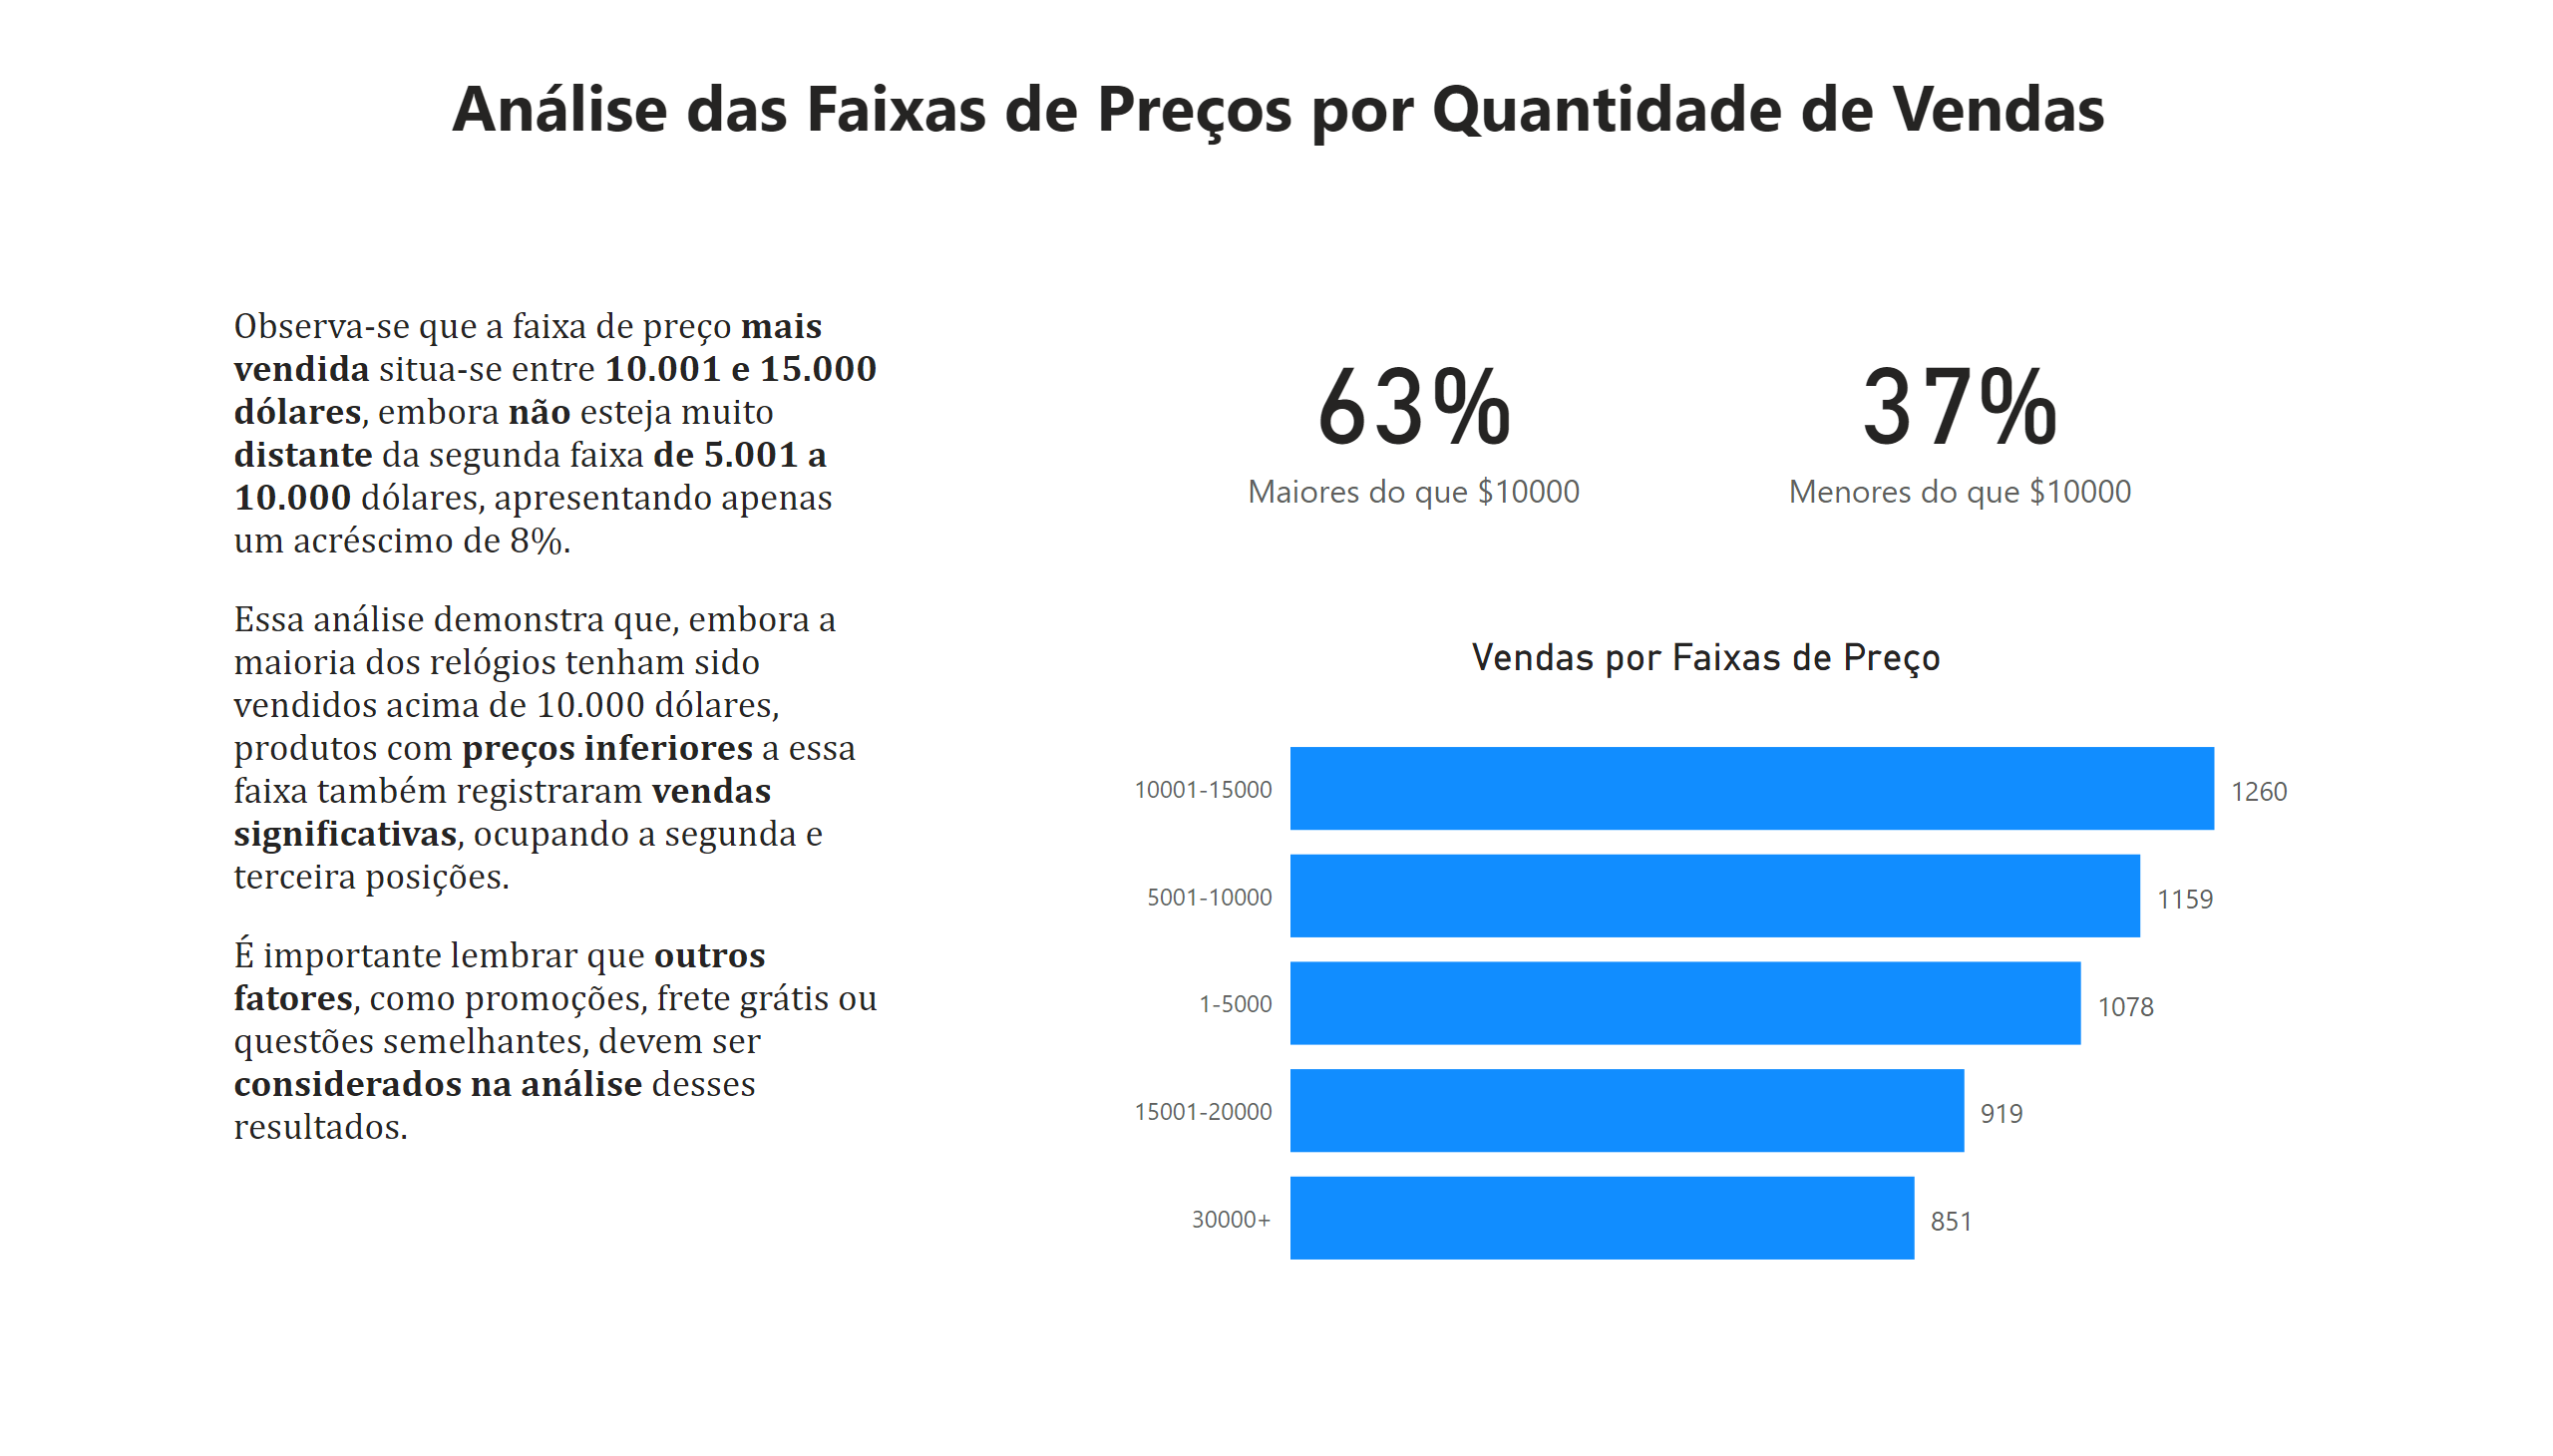 Análise das Faixas de Preços por Quantidade de Vendas
Observa-se que a faixa de preço mais
vendida situa-se entre 10.001 e 15.000
dólares, embora não esteja muito
distante da segunda faixa de 5.001 a
10.000 dólares, apresentando apenas
um acréscimo de 8%.
Essa análise demonstra que, embora a
maioria dos relógios tenham sido
vendidos acima de 10.000 dólares,
produtos com preços inferiores a essa
faixa também registraram vendas
significativas, ocupando a segunda e
terceira posições.
É importante lembrar que outros
fatores, como promoções, frete grátis ou
questões semelhantes, devem ser
considerados na análise desses
resultados.
63%
Maiores do que $10000
37%
Menores do que $10000
Vendas por Faixas de Preço
10001-15000 1260
5001-10000 1159
1-5000 1078
15001-20000 919
30000+ 851